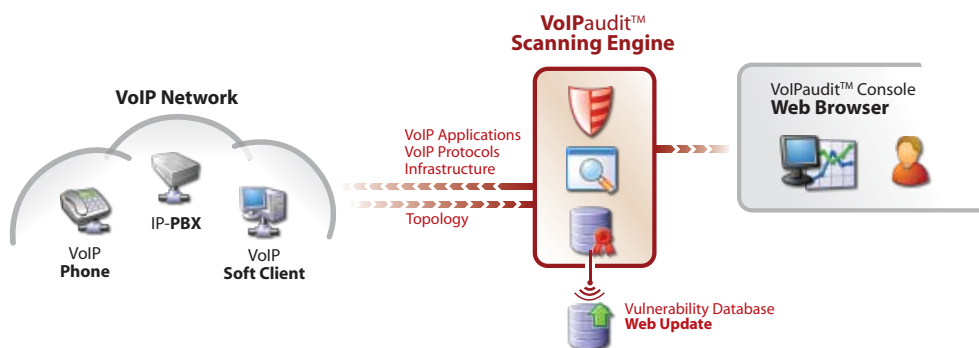 VoIPaudit™
Scanning Engine
VoIP Network
VoIP Applications
VoIP Protocols
Infrastructure
Topology
VoIP
Phone
IP-PBX
VoIP
Soft Client
VoIPaudit™ Console
Web Browser
Vulnerability Database
Web Update